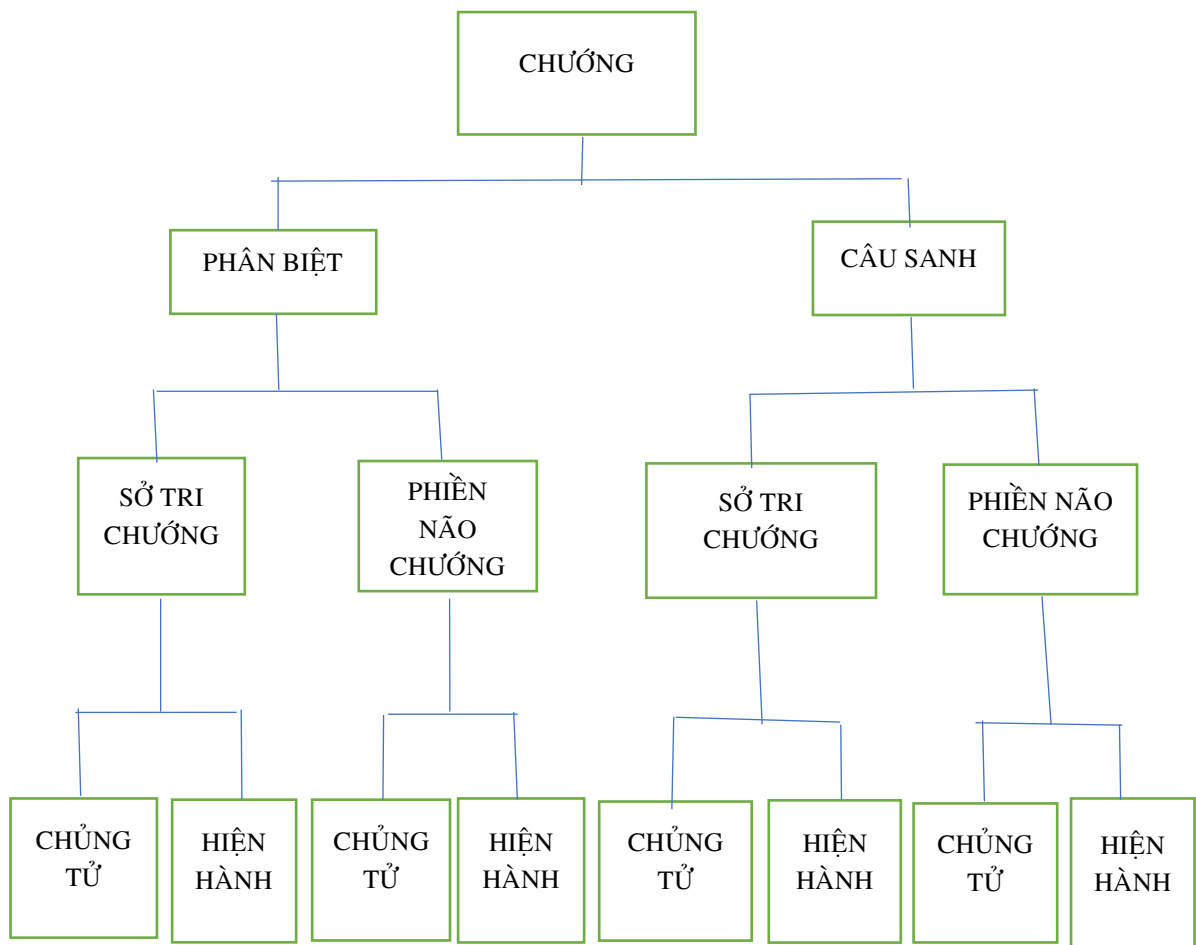 CHƯỚNG
PHÂN BIỆT
CÂU SANH
SỞ TRI
CHƯỚNG
PHIỀN
NÃO
CHƯỚNG
SỞ TRI
CHƯỚNG
PHIỀN NÃO
CHƯỚNG
CHỦNG
TỬ
HIỆN
HÀNH
CHỦNG
TỬ
HIỆN
HÀNH
CHỦNG
TỬ
HIỆN
HÀNH
CHỦNG
TỬ
HIỆN
HÀNH